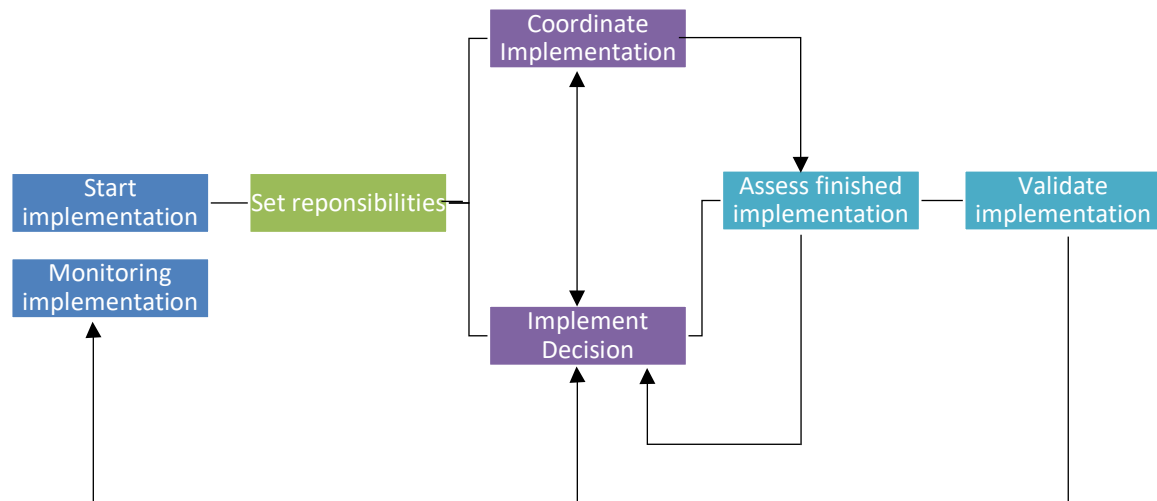 Coordinate
Implementation
Start
implementation
Set reponsibilities
Assess finished
implementation
Validate
implementation
Monitoring
implementation
Implement
Decision